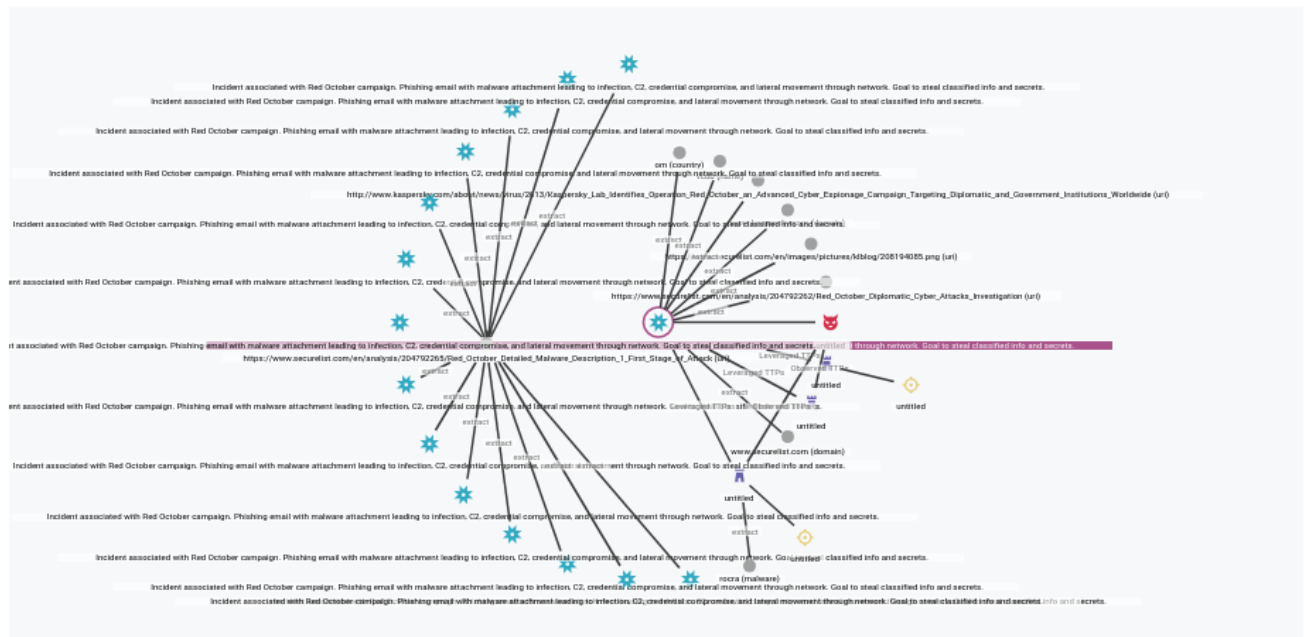 Incident associated with Red October campaign. Phishing email with malware attachment leading to infection, C2, credential compromise, and lateral movement through network. Goal to steal classified info and secrets.
Incident associated with Red October campaign. Phishing email with malware attachment leading to infection, C2, credential compromise, and lateral movement through network. Goal to steal classified info and secrets.
Incident associated with Red October campaign. Phishing email with malware attachment leading to infection, C2, credential compromise, and lateral movement through network. Goal to steal classified info and secrets.
om (country)
Incident associated with Red October campaign. Phishing email with malware attachment leading to infection, C2, credential compromise, and lateral movement through network. Goal to steal classified info and secrets.
http://www.kaspersky.com/about/news/virus/2013/Kaspersky_Lab_Identifies_Operation_Red_October_an_Advanced_Cyber_Espionage_Campaign_Targeting_Diplomatic_and_Government_Institutions_Worldwide (uri)
extract
Incident associated with Red October campaign. Phishing email with malware attachment leading to infection, C2, credential and lateral movement through network. Goal to steal classified info and secrets.
extract
extract
extract
extract
extract
securelist.com/en/images/pictures/klblog/208194085.png (uri)
extract
ent associated with Red October campaign. Phishing email with malware attachment leading to infection, C2, compromise, and lateral movement through network. Goal to steal classified info and secrets.
extract
https://www.securelist.com/en/analysis/204792262/Red_October_Diplomatic_Cyber_Attacks_Investigation (uri)
extract
extract
nt associated with Red October campaign. Phishing email with malware attachment leading to infection, C2, credential compromise, and lateral movement through network. Goal to steal classified info and secrets. untitled through network. Goal to steal classified info and secrets.
https://www.securelist.com/en/analysis/204792265/Red_October_Detailed_Malware_Description_1_First_Stage_of_Attack (uri)
Leveraged TTPs
Observed TTPs
extract
Leveraged TTPs
untitled
extract
extract
untitled
ent associated with Red October campaign. Phishing email with malware attachment leading to infection, C2, credential compromise, and lateral movement through network.
extract
untitled
extract
www.securelist.com (domain)
extract
Incident associated with Red October campaign. Phishing email with malware attachment leading to infection, C2, credential compromise, through network. Goal to steal classified info and secrets.
untitled
Incident associated with Red October campaign. Phishing email with malware attachment leading to infection, C2, credential compromise, and lateral movement through network. Goal to steal classified info and secrets.
extract
Incident associated with Red October campaign. Phishing email with malware attachment leading to infection, C2, credential compromise, and lateral movement through network. Goal to steal classified info and secrets.
untitled
rocra (malware)
Incident associated with Red October campaign. Phishing email with malware attachment leading to infection, C2, credential compromise, and lateral movement through network. Goal to steal classified info and secrets.
Incident associated with Red October campaign. Phishing email with malware attachment leading to infection, C2, credential compromise, and lateral movement through network. Goal to steal classified info and secrets.